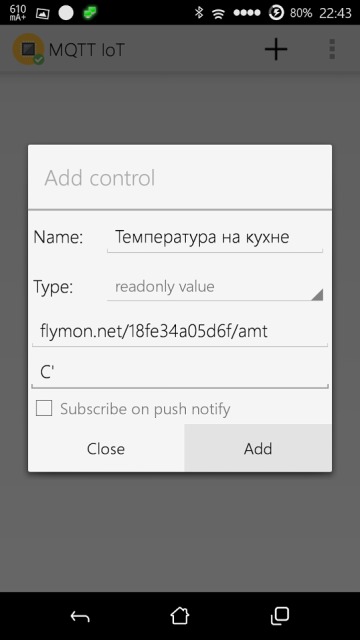 610
mA+
80% 22:43
MQTT IoT
Add control
Name: Температура на кухне
Type: readonly value
flymon.net/18fe34a05d6f/amt
C'
Subscribe on push notify
Close Add